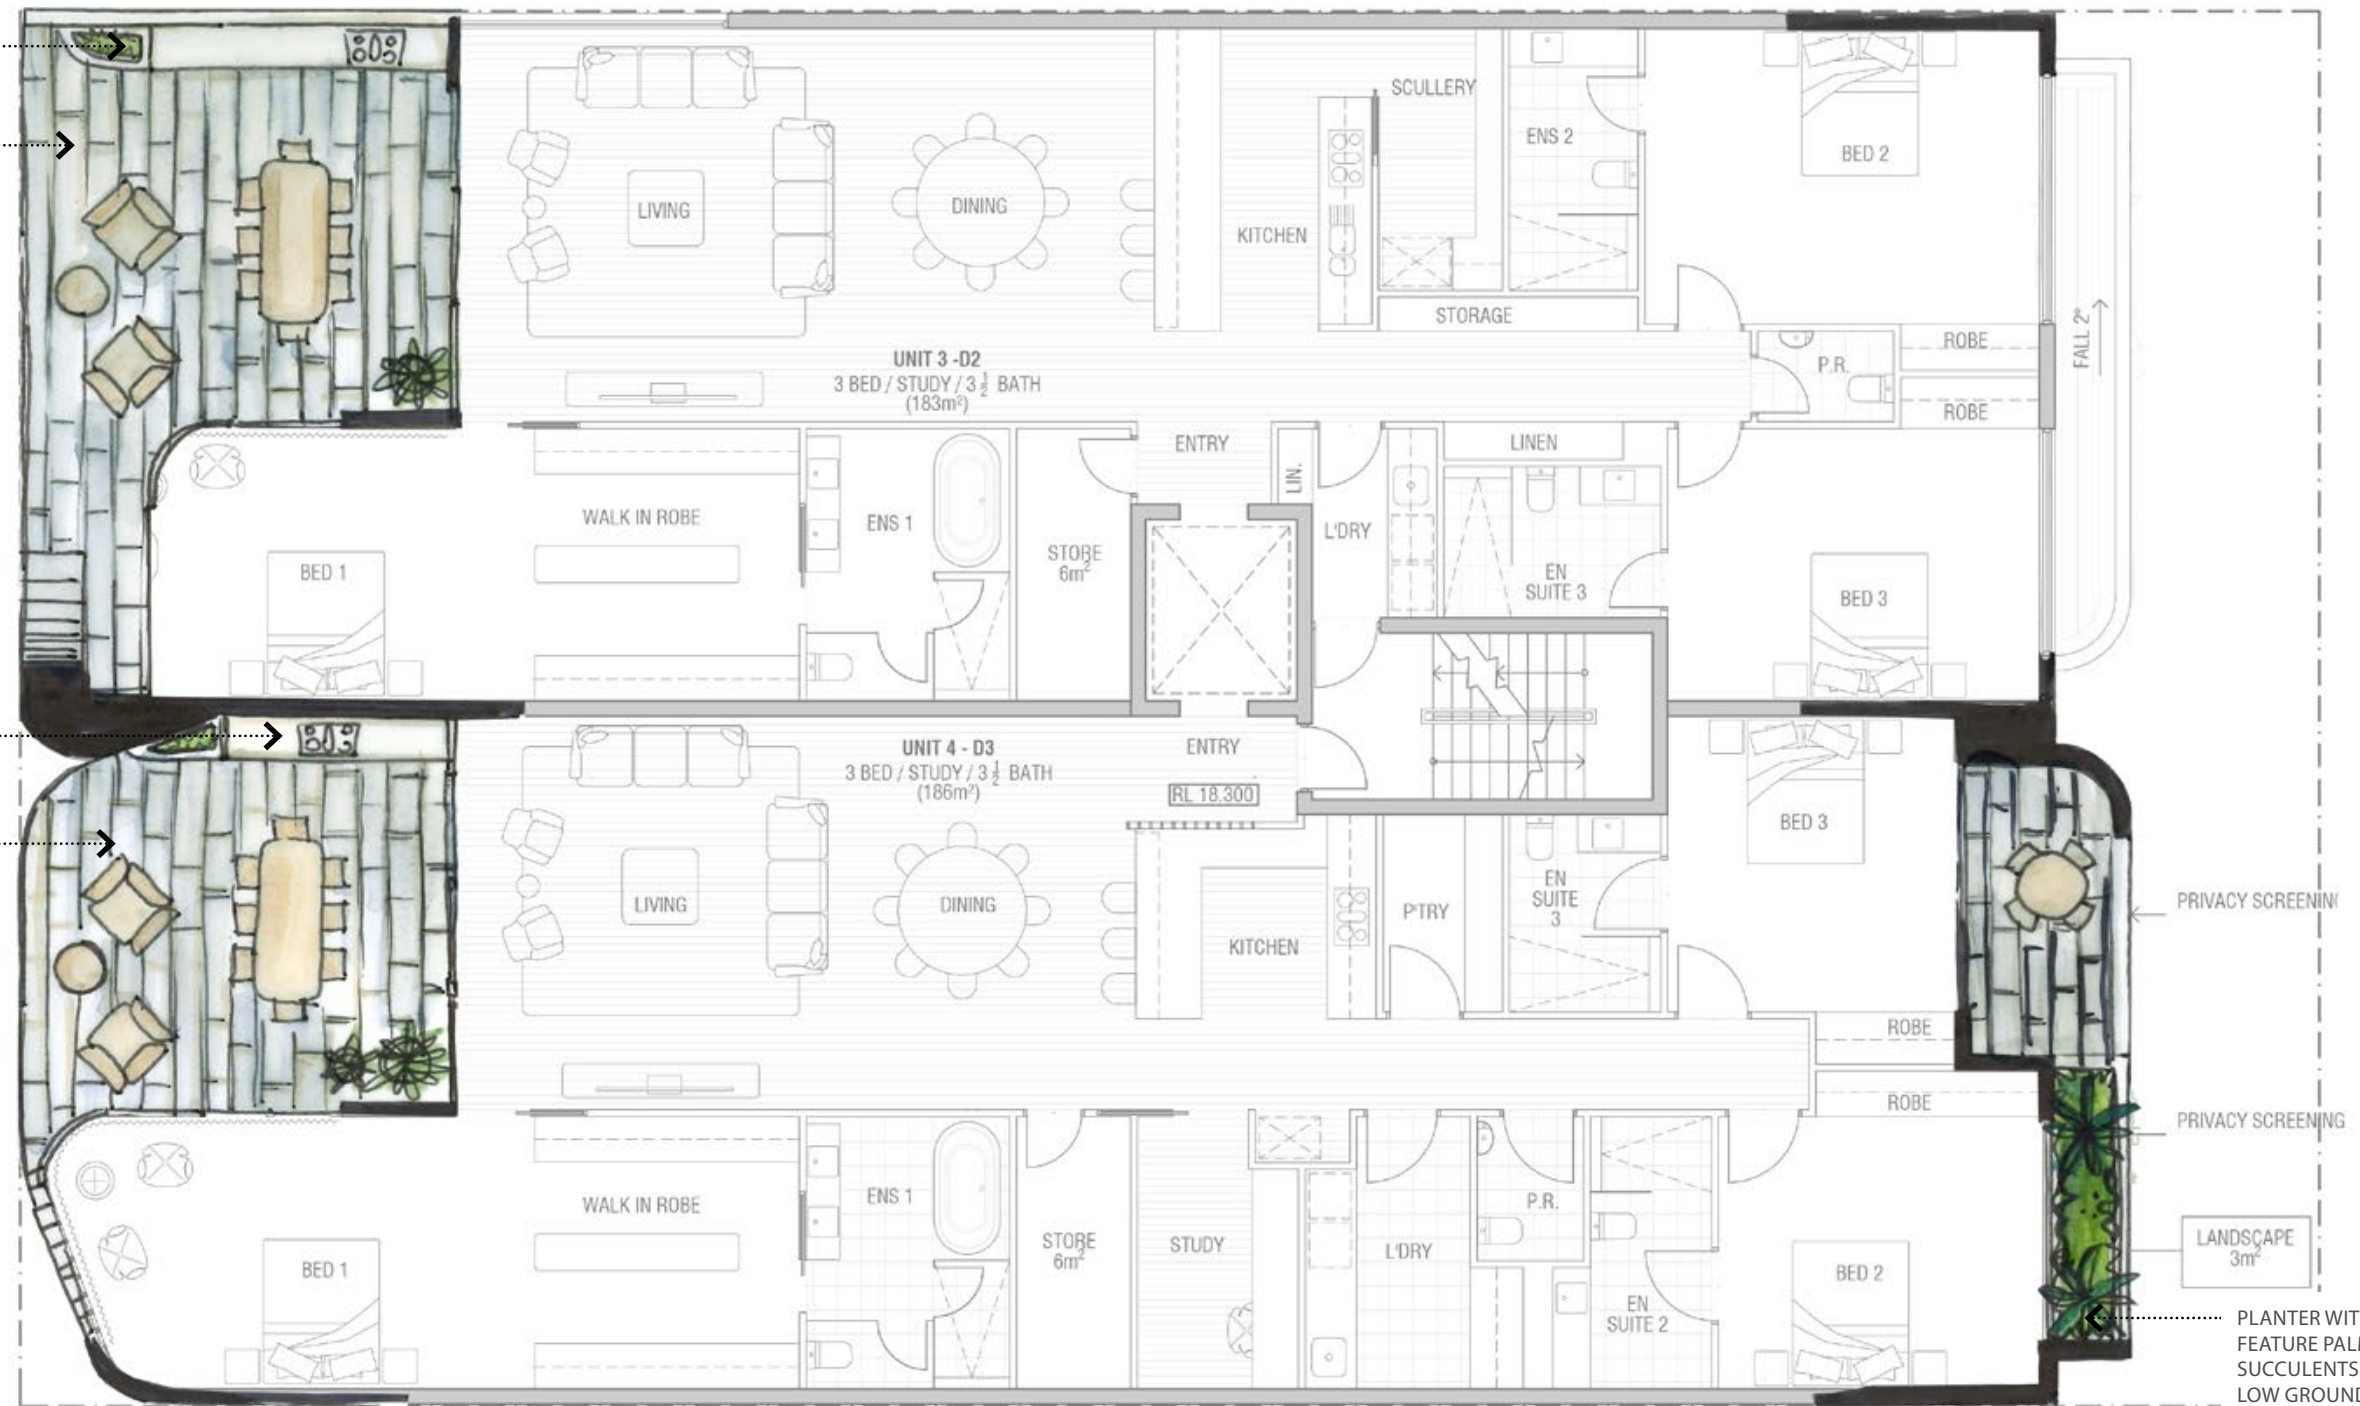 SCULLERY
ENS 2
BED 2
LIVING
DINING
KITCHEN
STORAGE
FALL 2°
UNIT 3 -D2
3 BED / STUDY / 3 ½ BATH
(183m²)
P.R.
ROBE
ROBE
ENTRY
LIN.
LINEN
WALK IN ROBE
ENS 1
STORE
6m²
L'DRY
EN
SUITE 3
BED 1
BED 3
UNIT 4 - D3
3 BED / STUDY / 3 ½ BATH
(186m²)
ENTRY
RL 18.300
BED 3
LIVING
DINING
KITCHEN
P'TRY
EN
SUITE
3
PRIVACY SCREENIN
ROBE
ROBE
PRIVACY SCREENING
WALK IN ROBE
ENS 1
STORE
6m²
STUDY
L'DRY
P.R.
BED 1
EN
SUITE 2
BED 2
LANDSCAPE
3m²
PLANTER WIT
FEATURE PAL
SUCCULENTS
LOW GROUN